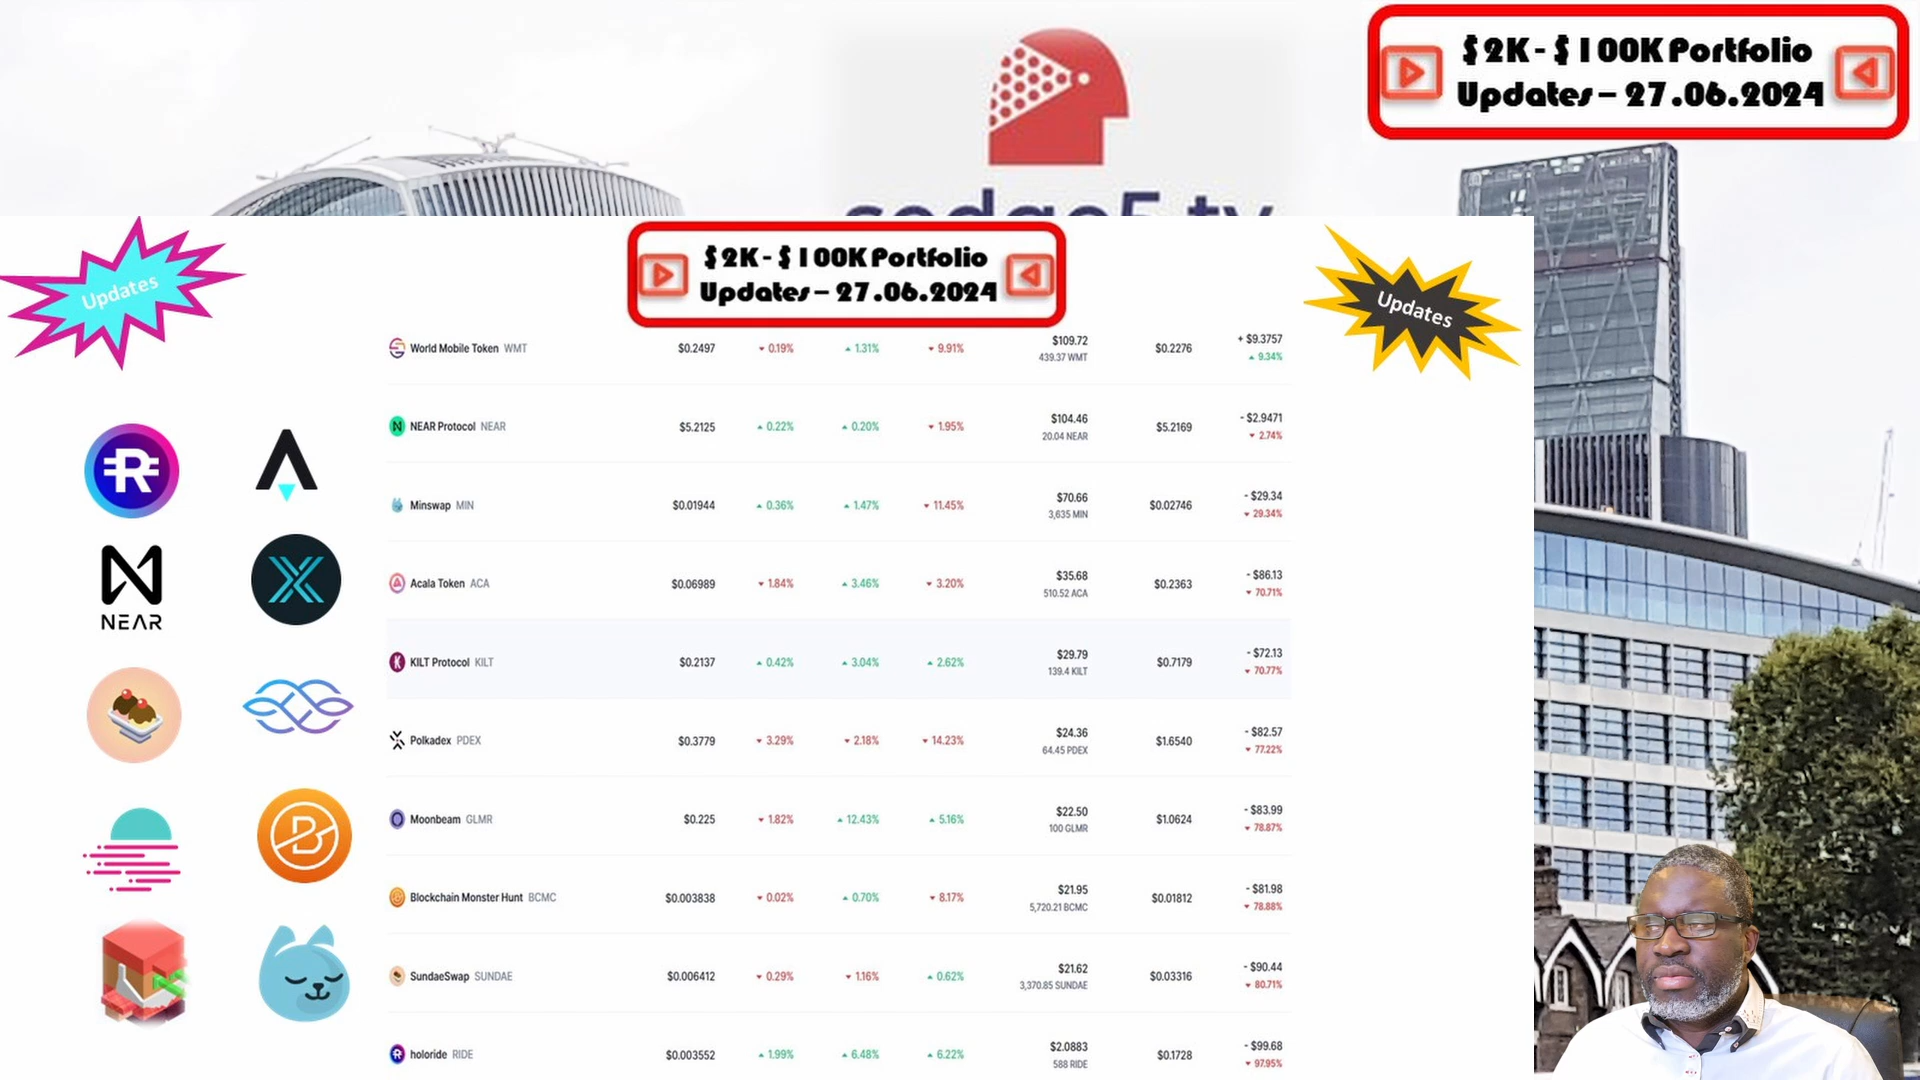 $2K - $100K Portfolio
Updates – 27.06.2024
Updates
$2K - $100K Portfolio
Updates – 27.06.2024
Updates
World Mobile Token WMT $0.2497 0.19% 1.31% 9.91% $109.72 $0.2276 + $9.3757
439.37 WMT 9.34%
NEAR Protocol NEAR $5.2125 0.22% 0.20% 1.95% $104.46 $5.2169 - $2.9471
20.04 NEAR 2.74%
Minswap MIN $0.01944 0.36% 1.47% 11.45% $70.66 $0.02746 - $29.34
3,635 MIN 29.34%
Acala Token ACA $0.06989 1.84% 3.46% 3.20% $35.68 $0.2363 - $86.13
510.52 ACA 70.71%
KILT Protocol KILT $0.2137 0.42% 3.04% 2.62% $29.79 $0.7179 - $72.13
139.4 KILT 70.77%
Polkadex PDEX $0.3779 3.29% 2.18% 14.23% $24.36 $1.6540 - $82.57
64.45 PDEX 77.22%
Moonbeam GLMR $0.225 1.82% 12.43% 5.16% $22.50 $1.0624 - $83.99
100 GLMR 78.87%
Blockchain Monster Hunt BCMC $0.003838 0.02% 0.70% 8.17% $21.95 $0.01812 - $81.98
5,720.21 BCMC 78.88%
SundaeSwap SUNDAE $0.006412 0.29% 1.16% 0.62% $21.62 $0.03316 - $90.44
3,370.85 SUNDAE 80.71%
holoride RIDE $0.003552 1.99% 6.48% 6.22% $2.0883 $0.1728 - $99.68
588 RIDE 97.95%
NEAR